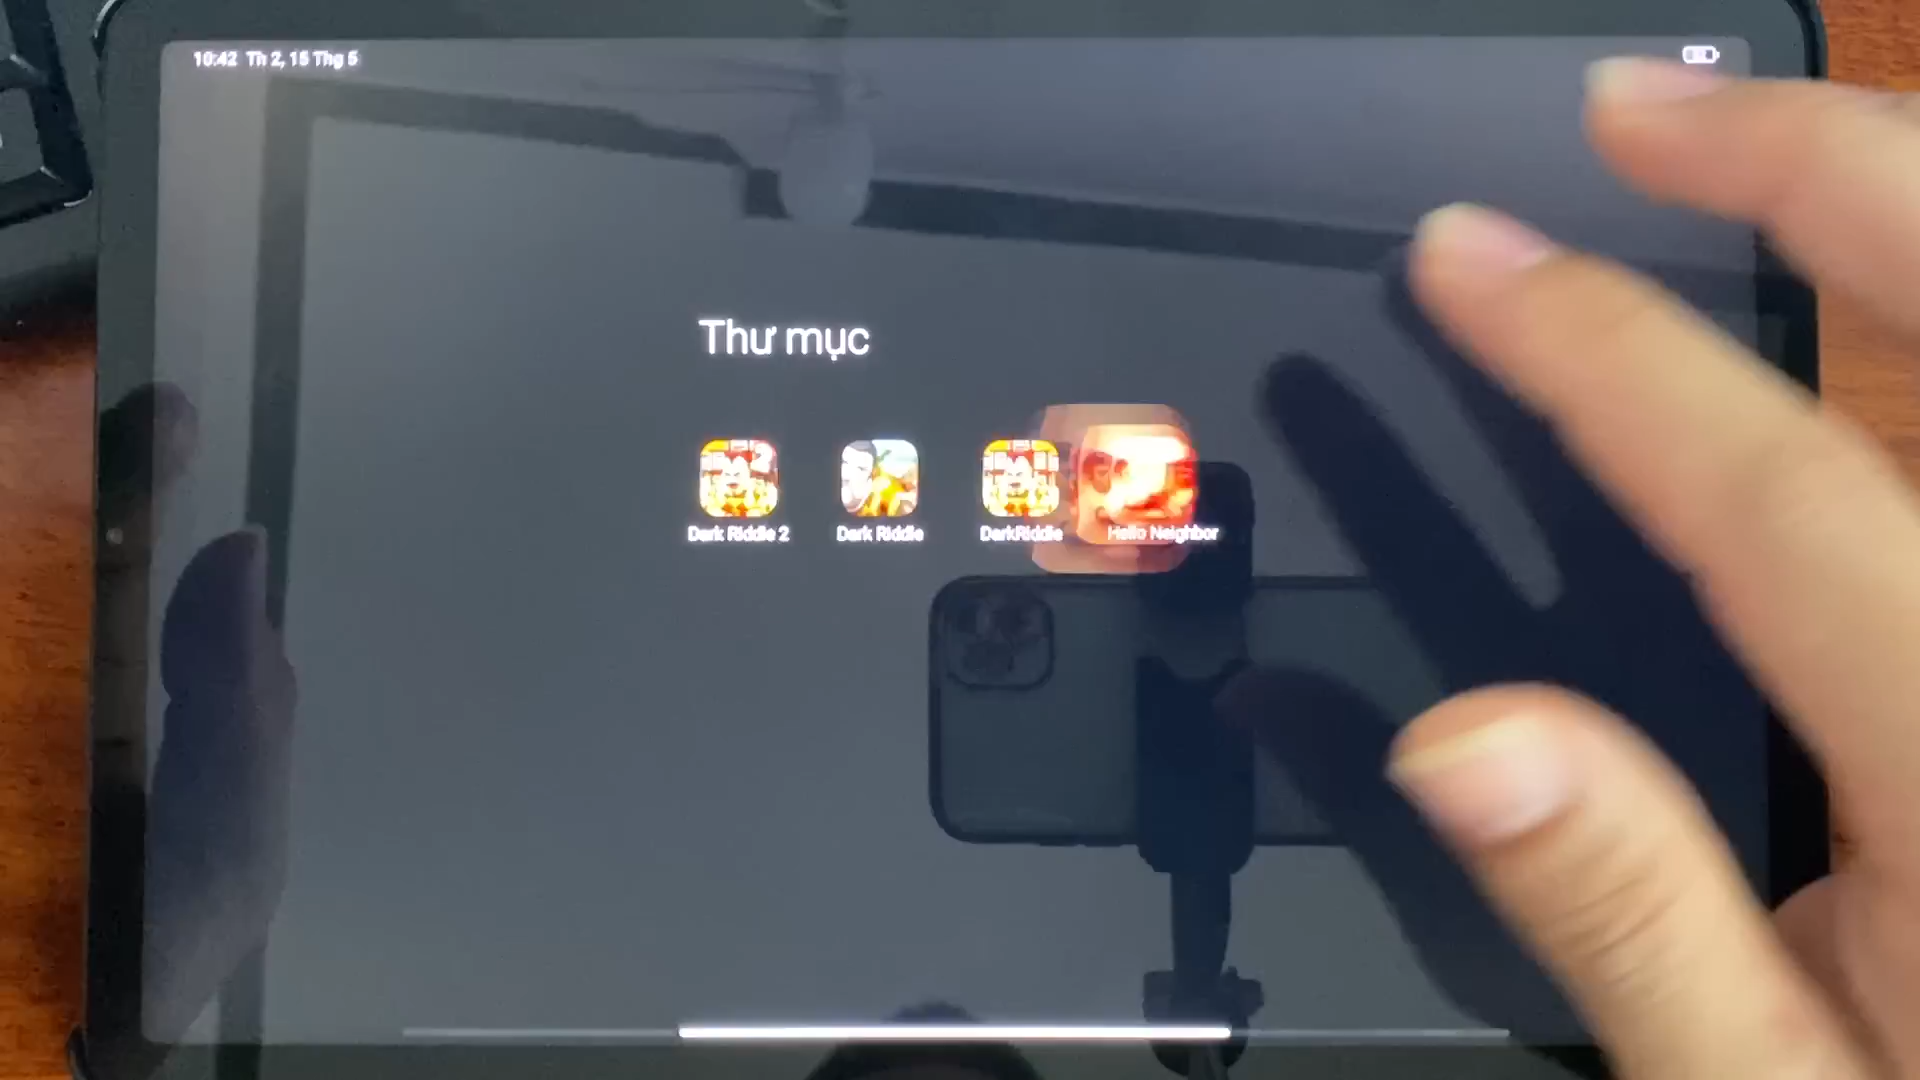 10:42 Th 2, 15 Thg 5
Thư mục
Dark Riddle 2
Dark Riddle
DarkRiddle
Hello Neighbor